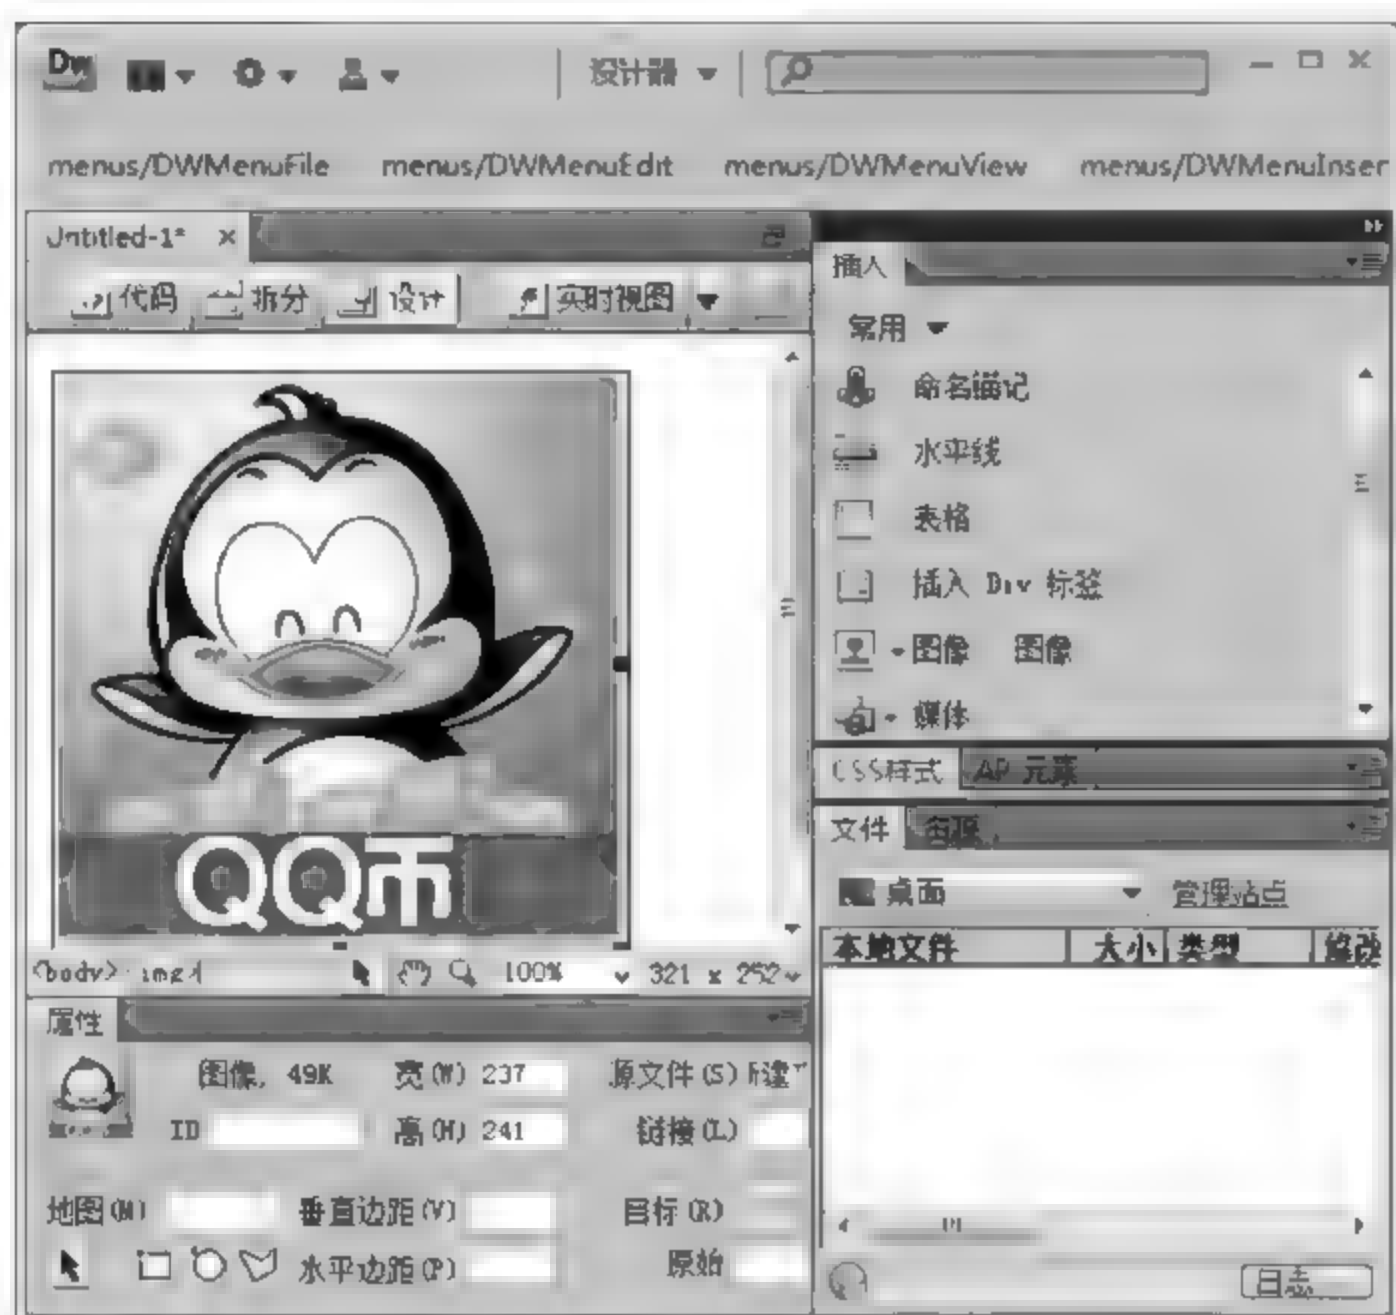 Dw 设计器
menus/DWMenuFile menus/DWMenuEdit menus/DWMenuView menus/DWMenuInser
Untitled-1* ×
代码 拆分 设计 实时视图
QQ币
<body> 100% 321 x 252
属性
图像, 49K 宽(W) 237 源文件(S)
ID 高(H) 241 链接(L)
地图(M) 垂直边距(V) 目标(R)
水平边距(P) 原始
插入
常用
命名锚记
水平线
表格
插入 Div 标签
图像 图像
媒体
CSS样式 AP 元素
文件
桌面 管理站点
本地文件 大小 类型 修改
日志